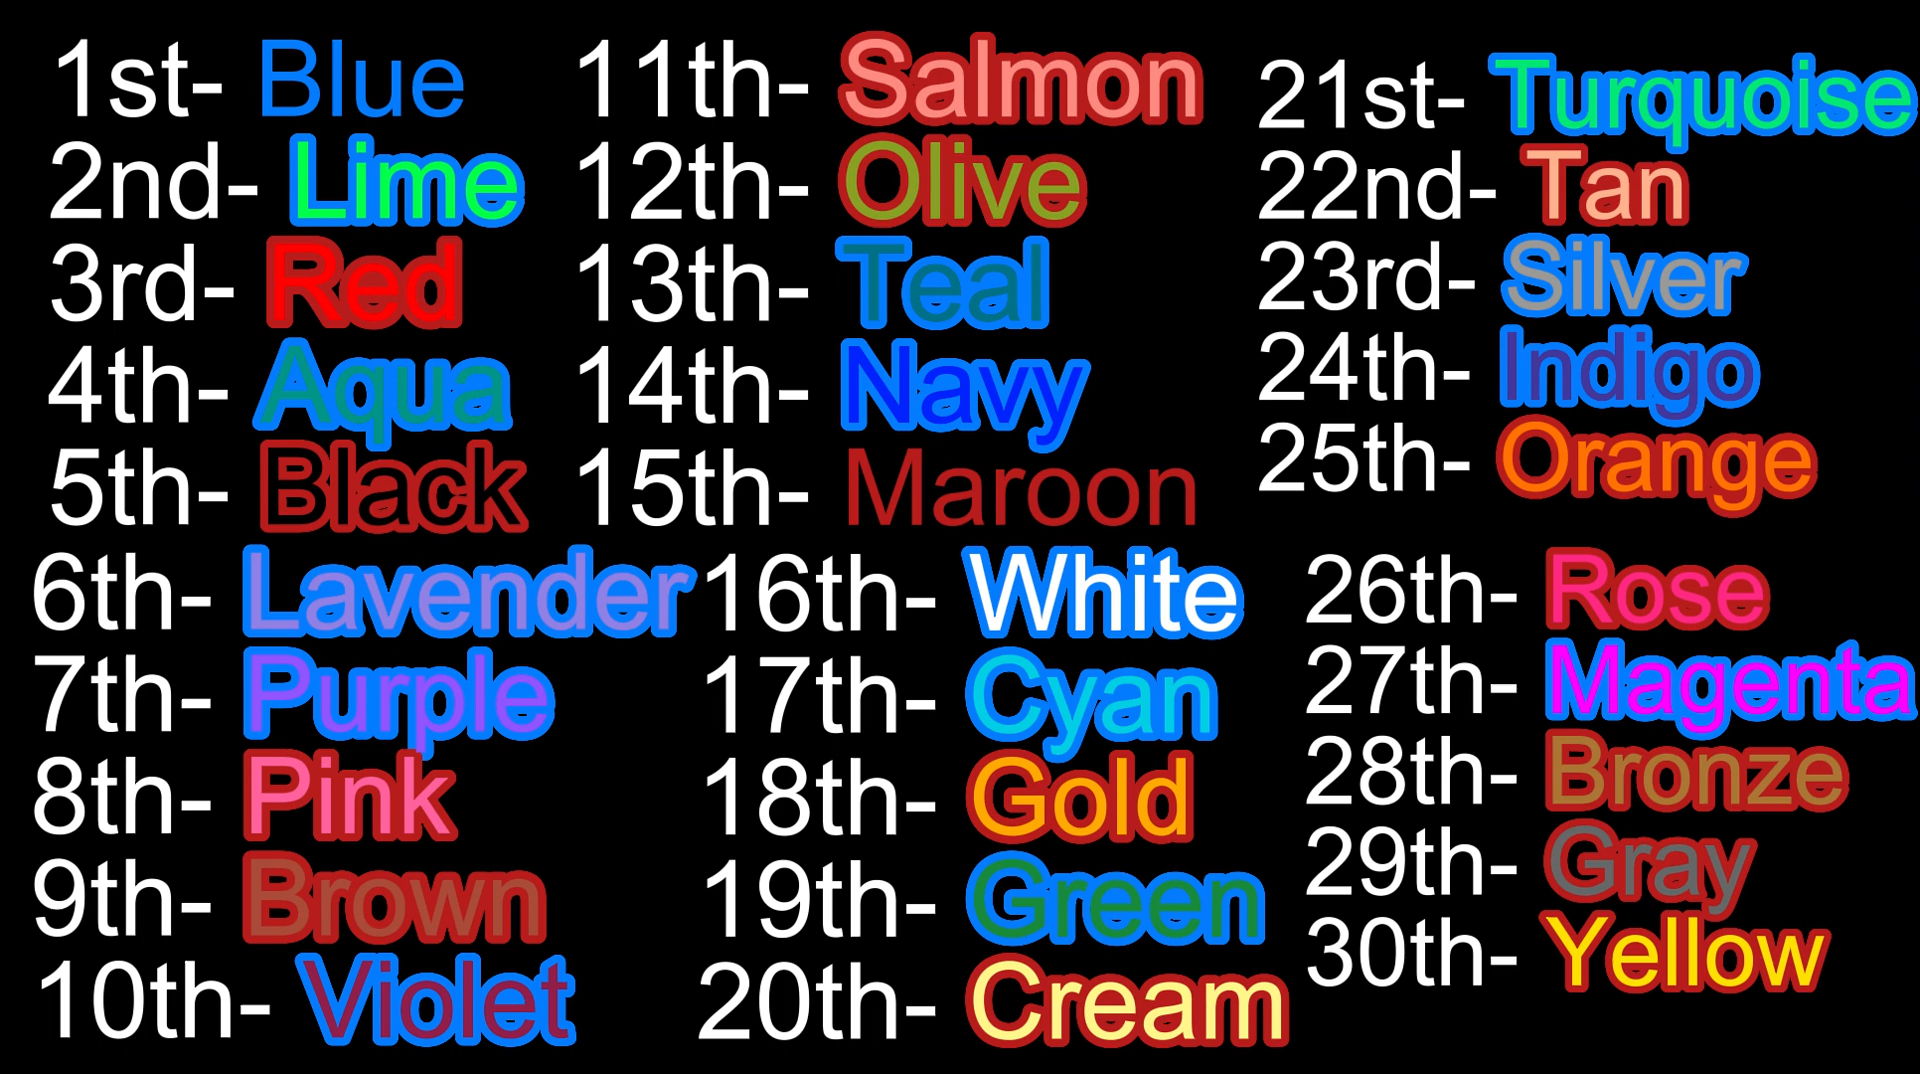 1st- Blue
2nd- Lime
3rd- Red
4th- Aqua
5th- Black
6th- Lavender
7th- Purple
8th- Pink
9th- Brown
10th- Violet
11th- Salmon
12th- Olive
13th- Teal
14th- Navy
15th- Maroon
16th- White
17th- Cyan
18th- Gold
19th- Green
20th- Cream
21st- Turquoise
22nd- Tan
23rd- Silver
24th- Indigo
25th- Orange
26th- Rose
27th- Magenta
28th- Bronze
29th- Gray
30th- Yellow